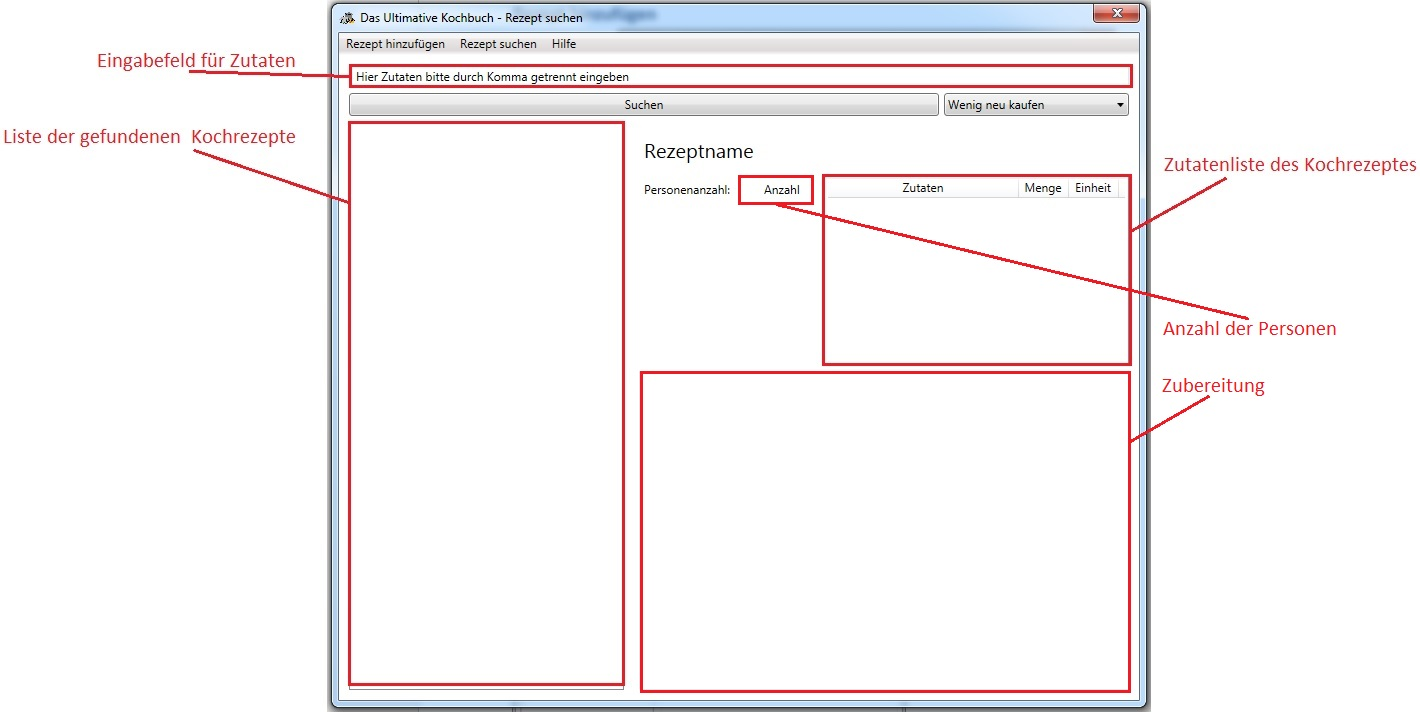 Das Ultimative Kochbuch - Rezept suchen
Rezept hinzufügen Rezept suchen Hilfe
Eingabefeld für Zutaten
Hier Zutaten bitte durch Komma getrennt eingeben
Suchen
Wenig neu kaufen
Liste der gefundenen Kochrezepte
Rezeptname
Zutatenliste des Kochrezeptes
Personenanzahl: Anzahl
Zutaten Menge Einheit
Anzahl der Personen
Zubereitung